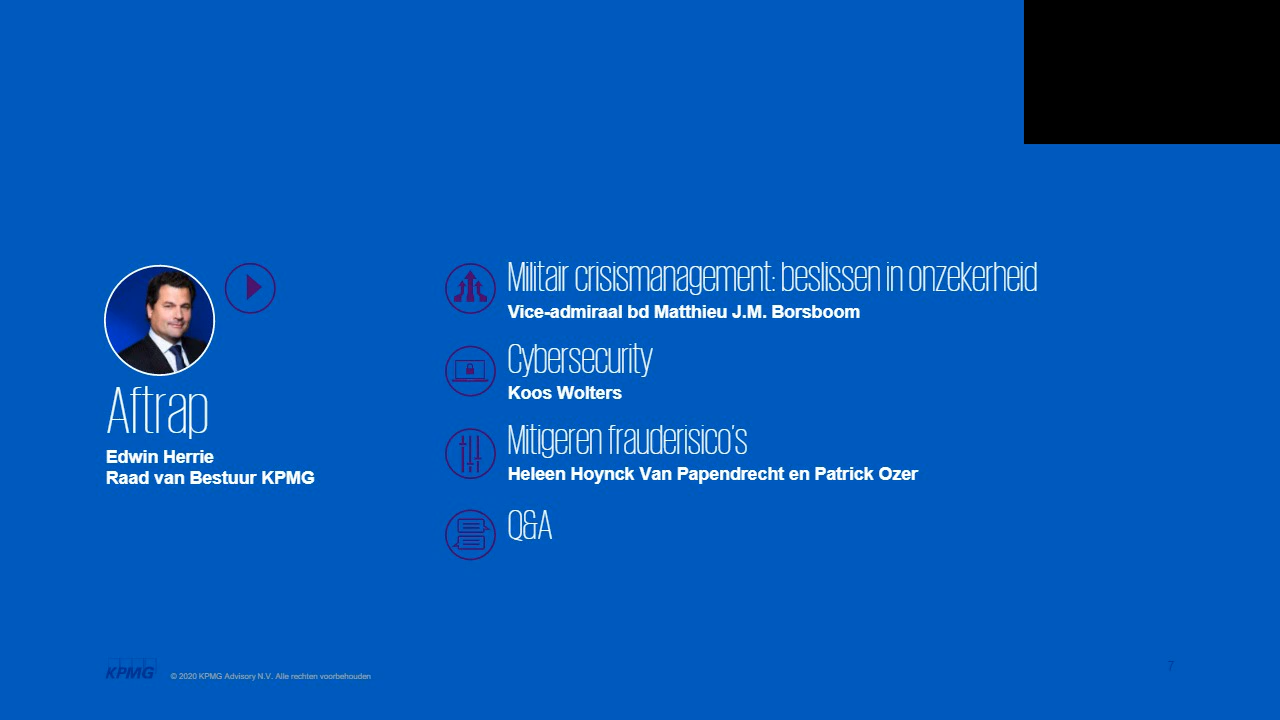 Aftrap
Edwin Herrie
Raad van Bestuur KPMG
Militair crisismanagement: beslissen in onzekerheid
Vice-admiraal bd Matthieu J.M. Borsboom
Cybersecurity
Koos Wolters
Mitigeren frauderisico's
Heleen Hoynck Van Papendrecht en Patrick Ozer
Q&A
KPMG
© 2020 KPMG Advisory N.V. Alle rechten voorbehouden
7